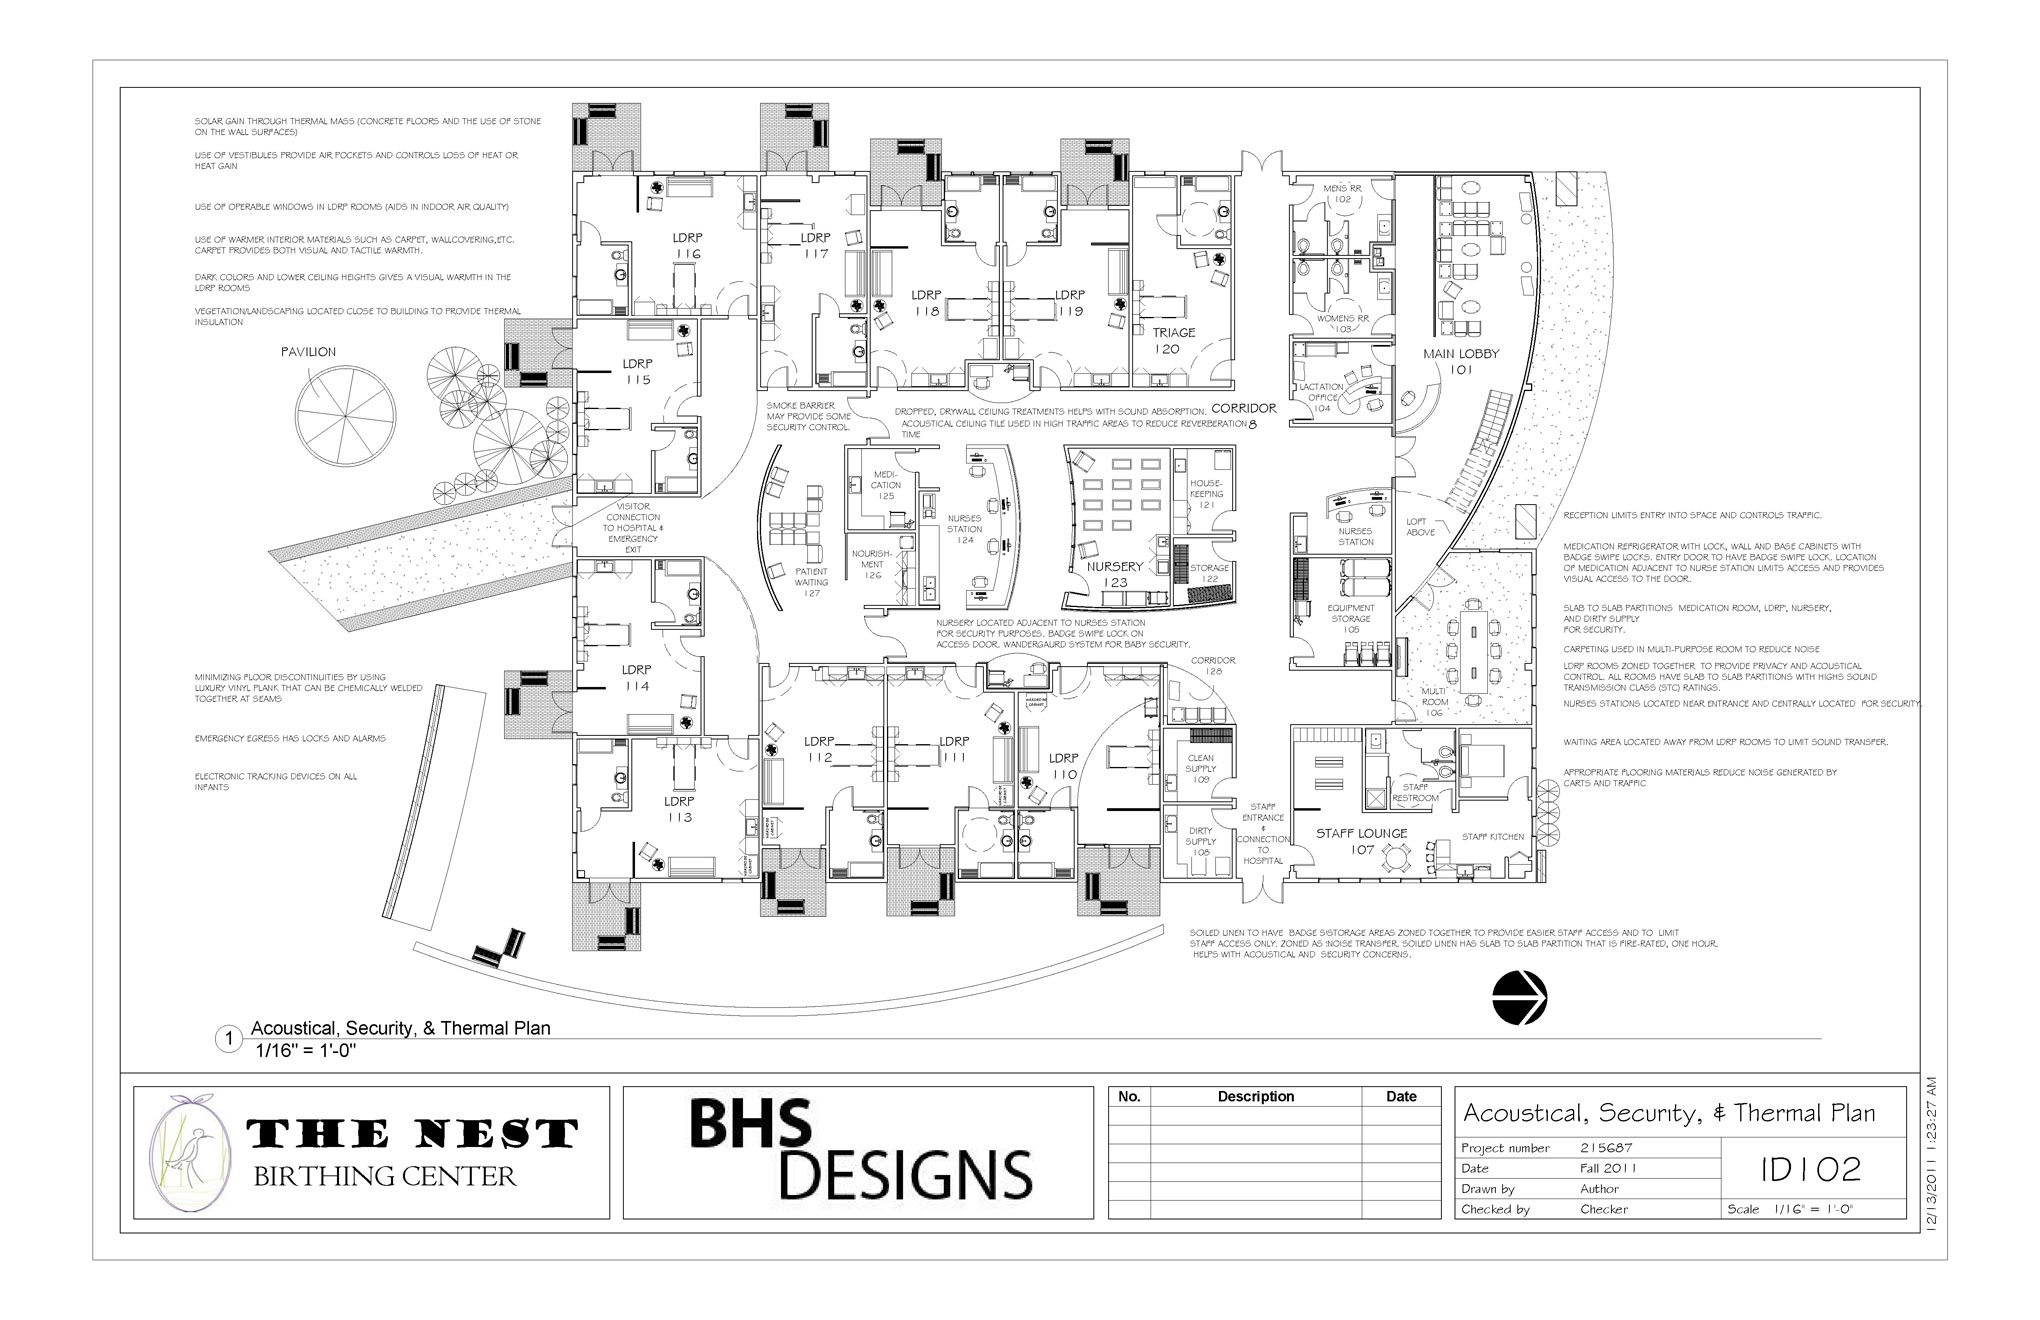 SOLAR GAIN THROUGH THERMAL MASS (CONCRETE FLOORS AND THE USE OF STONE
ON THE WALL SURFACES)
USE OF VESTIBULES PROVIDE AIR POCKETS AND CONTROLS LOSS OF HEAT OR
HEAT GAIN
USE OF OPERABLE WINDOWS IN LDRP ROOMS (AIDS IN INDOOR AIR QUALITY)
USE OF WARMER INTERIOR MATERIALS SUCH AS CARPET, WALLCOVERING,ETC.
CARPET PROVIDES BOTH VISUAL AND TACTILE WARMTH.
DARK COLORS AND LOWER CEILING HEIGHTS GIVES A VISUAL WARMTH IN THE
LDRP ROOMS
VEGETATION/LANDSCAPING LOCATED CLOSE TO BUILDING TO PROVIDE THERMAL
INSULATION
PAVILION
MINIMIZING FLOOR DISCONTINUITIES BY USING
LUXURY VINYL PLANK THAT CAN BE CHEMICALLY WELDED
TOGETHER AT SEAMS
EMERGENCY EGRESS HAS LOCKS AND ALARMS
ELECTRONIC TRACKING DEVICES ON ALL
INFANTS
LDRP
116
LDRP
117
LDRP
118
LDRP
119
TRIAGE
120
MENS RR
102
WOMENS RR
103
LACTATION
OFFICE
104
MAIN LOBBY
101
LDRP
115
SMOKE BARRIER
MAY PROVIDE SOME
SECURITY CONTROL.
DROPPED, DRYWALL CEILING TREATMENTS HELPS WITH SOUND ABSORPTION.
ACOUSTICAL CEILING TILE USED IN HIGH TRAFFIC AREAS TO REDUCE REVERBERATION
TIME
CORRIDOR
8
VISITOR
CONNECTION
TO HOSPITAL &
EMERGENCY
EXIT
PATIENT
WAITING
127
MEDI-
CATION
125
NOURISH-
MENT
126
NURSES
STATION
124
NURSERY
123
HOUSE-
KEEPING
121
STORAGE
122
NURSES
STATION
LOFT
ABOVE
EQUIPMENT
STORAGE
105
MULTI
ROOM
106
NURSERY LOCATED ADJACENT TO NURSES STATION
FOR SECURITY PURPOSES. BADGE SWIPE LOCK ON
ACCESS DOOR. WANDERGAURD SYSTEM FOR BABY SECURITY.
CORRIDOR
128
LDRP
114
LDRP
113
LDRP
112
LDRP
111
LDRP
110
WARDROBE
CABINET
WARDROBE
CABINET
WARDROBE
CABINET
WARDROBE
CABINET
CLEAN
SUPPLY
109
DIRTY
SUPPLY
108
STAFF
ENTRANCE
&
CONNECTION
TO
HOSPITAL
STAFF LOUNGE
107
STAFF
RESTROOM
STAFF KITCHEN
RECEPTION LIMITS ENTRY INTO SPACE AND CONTROLS TRAFFIC.
MEDICATION REFRIGERATOR WITH LOCK, WALL AND BASE CABINETS WITH
BADGE SWIPE LOCKS. ENTRY DOOR TO HAVE BADGE SWIPE LOCK. LOCATION
OF MEDICATION ADJACENT TO NURSE STATION LIMITS ACCESS AND PROVIDES
VISUAL ACCESS TO THE DOOR.
SLAB TO SLAB PARTITIONS MEDICATION ROOM, LDRP, NURSERY,
AND DIRTY SUPPLY
FOR SECURITY.
CARPETING USED IN MULTI-PURPOSE ROOM TO REDUCE NOISE
LDRP ROOMS ZONED TOGETHER TO PROVIDE PRIVACY AND ACOUSTICAL
CONTROL. ALL ROOMS HAVE SLAB TO SLAB PARTITIONS WITH HIGHS SOUND
TRANSMISSION CLASS (STC) RATINGS.
NURSES STATIONS LOCATED NEAR ENTRANCE AND CENTRALLY LOCATED FOR SECURITY.
WAITING AREA LOCATED AWAY FROM LDRP ROOMS TO LIMIT SOUND TRANSFER.
APPROPRIATE FLOORING MATERIALS REDUCE NOISE GENERATED BY
CARTS AND TRAFFIC
SOILED LINEN TO HAVE BADGE S\STORAGE AREAS ZONED TOGETHER TO PROVIDE EASIER STAFF ACCESS AND TO LIMIT
STAFF ACCESS ONLY. ZONED AS NOISE TRANSFER. SOILED LINEN HAS SLAB TO SLAB PARTITION THAT IS FIRE-RATED, ONE HOUR.
HELPS WITH ACOUSTICAL AND SECURITY CONCERNS.
1
Acoustical, Security, & Thermal Plan
1/16" = 1'-0"
THE NEST
BIRTHING CENTER
BHS
DESIGNS
No. Description Date
Acoustical, Security, & Thermal Plan
Project number 215687
Date Fall 2011
Drawn by Author
Checked by Checker
ID102
Scale 1/16" = 1'-0"
12/13/2011 1:23:27 AM